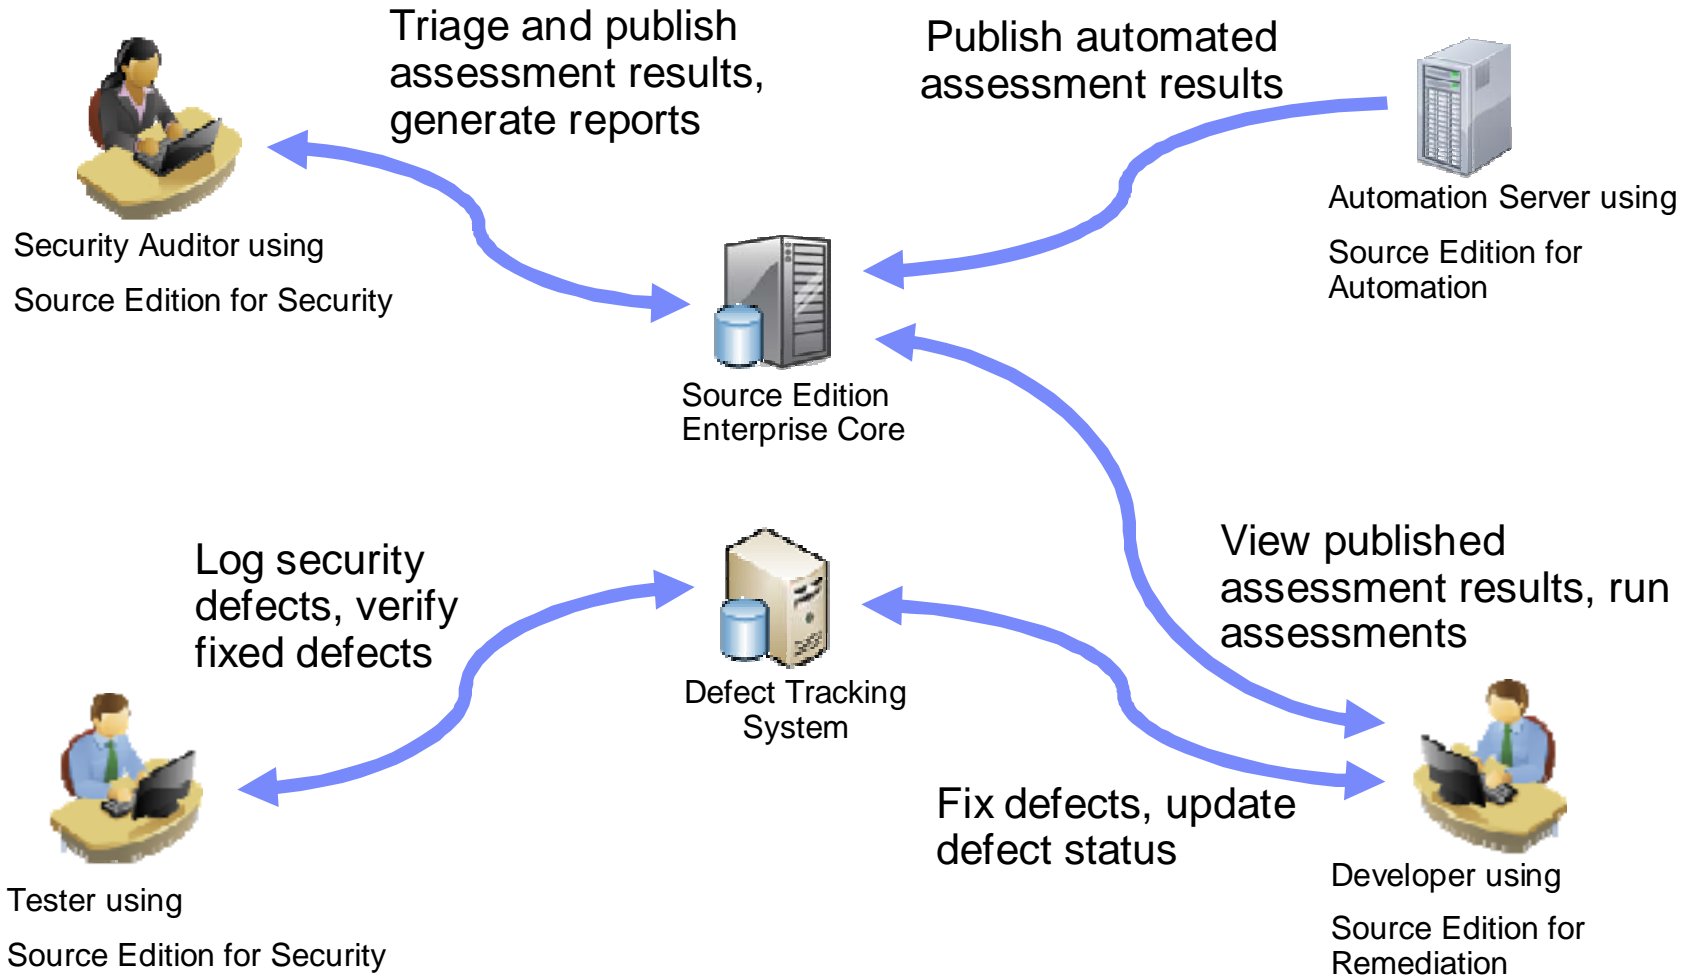 Triage and publish
assessment results,
generate reports
Publish automated
assessment results
Security Auditor using
Source Edition for Security
Automation Server using
Source Edition for
Automation
Source Edition
Enterprise Core
Log security
defects, verify
fixed defects
View published
assessment results, run
assessments
Defect Tracking
System
Fix defects, update
defect status
Tester using
Source Edition for Security
Developer using
Source Edition for
Remediation